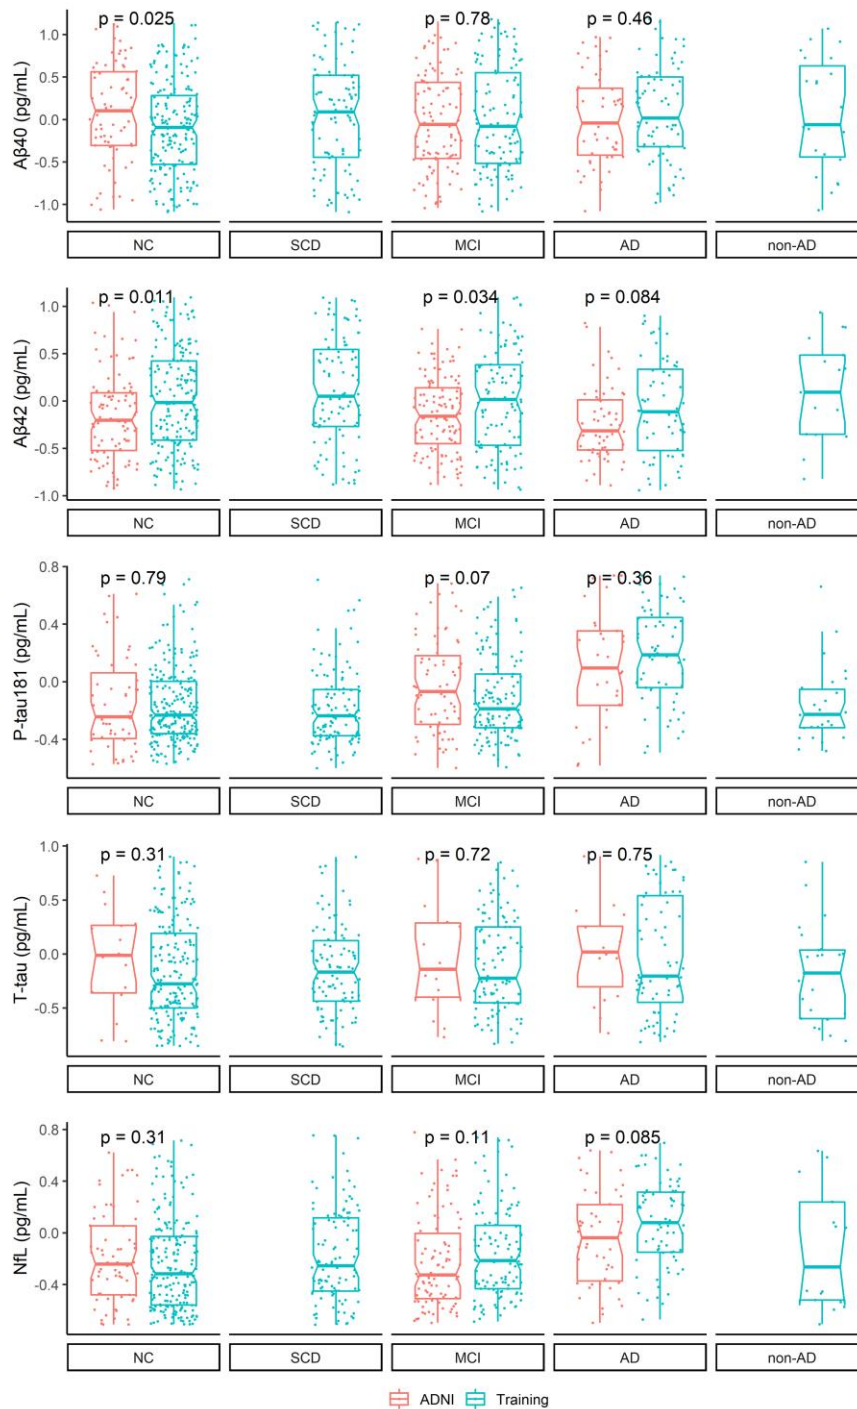 p = 0.025 p = 0.78 p = 0.46
1.0
0.5
0.0
-0.5
-1.0
Aβ40 (pg/mL)
NC SCD MCI AD non-AD
p = 0.011 p = 0.034 p = 0.084
1.0
0.5
0.0
-0.5
-1.0
Aβ42 (pg/mL)
NC SCD MCI AD non-AD
p = 0.79 p = 0.07 p = 0.36
0.8
0.4
0.0
-0.4
P-tau181 (pg/mL)
NC SCD MCI AD non-AD
p = 0.31 p = 0.72 p = 0.75
1.0
0.5
0.0
-0.5
T-tau (pg/mL)
NC SCD MCI AD non-AD
p = 0.31 p = 0.11 p = 0.085
0.8
0.4
0.0
-0.4
NfL (pg/mL)
NC SCD MCI AD non-AD
ADNI Training